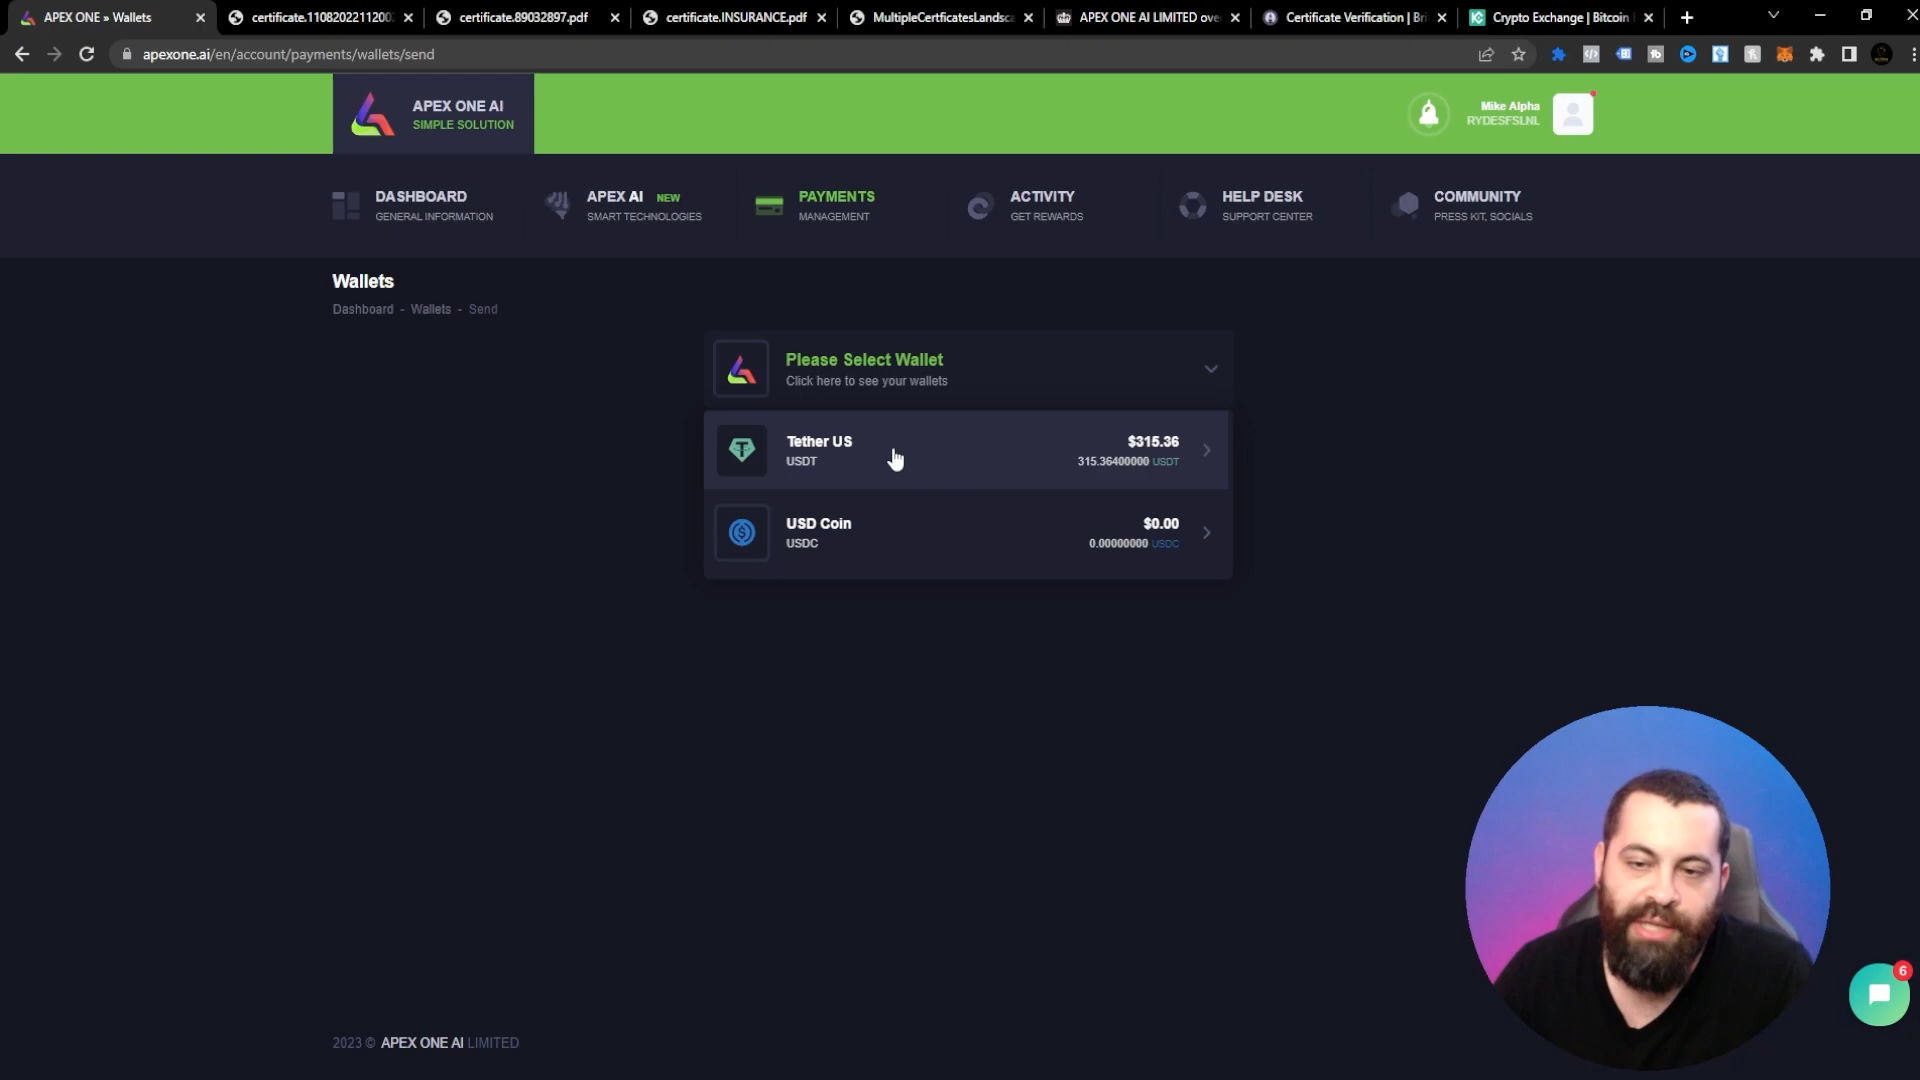 APEX ONE » Wallets
certificate.110820221120
certificate.89032897.pdf
certificate.INSURANCE.pdf
MultipleCertficatesLandsc
APEX ONE AI LIMITED ove
Certificate Verification | Bri
Crypto Exchange | Bitcoin
apexone.ai/en/account/payments/wallets/send
APEX ONE AI
SIMPLE SOLUTION
Mike Alpha
RYDESFSLNL
DASHBOARD
GENERAL INFORMATION
APEX AI NEW
SMART TECHNOLOGIES
PAYMENTS
MANAGEMENT
ACTIVITY
GET REWARDS
HELP DESK
SUPPORT CENTER
COMMUNITY
PRESS KIT, SOCIALS
Wallets
Dashboard - Wallets - Send
Please Select Wallet
Click here to see your wallets
Tether US
USDT
$315.36
315.36400000 USDT
USD Coin
USDC
$0.00
0.00000000 USDC
6
2023 © APEX ONE AI LIMITED